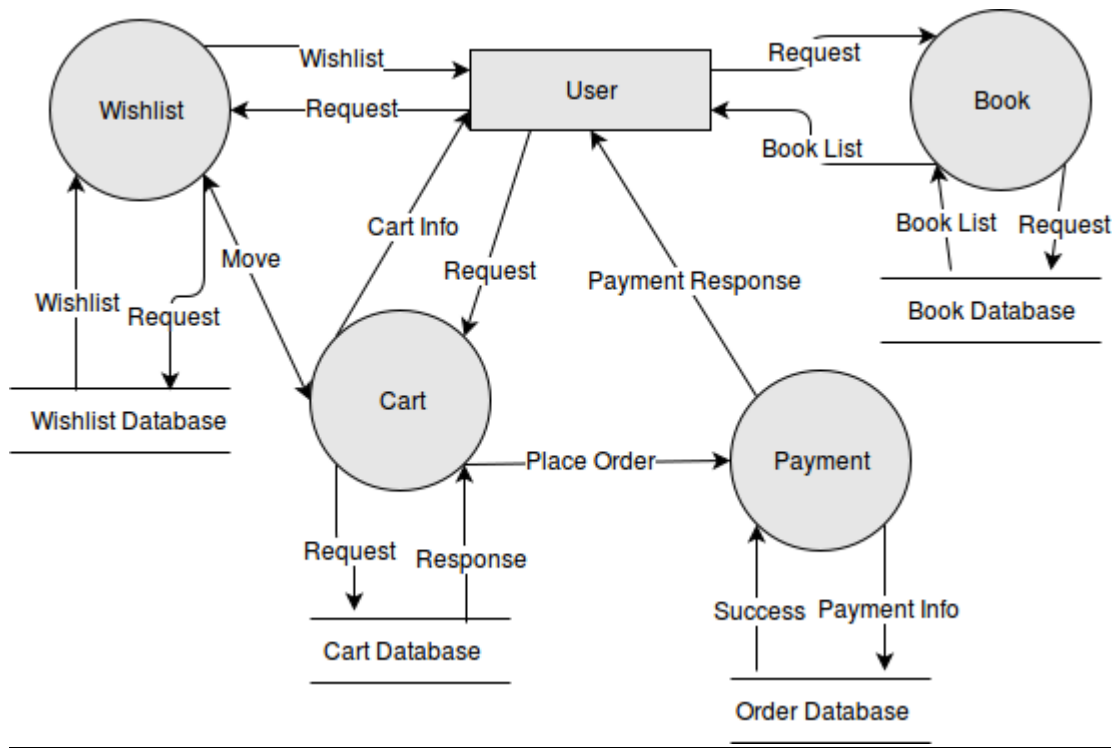 Wishlist
User
Request
Book
Wishlist
Request
Book List
Cart Info
Move
Request
Payment Response
Book List
Request
Wishlist
Request
Book Database
Wishlist Database
Cart
Place Order
Payment
Request
Response
Success
Payment Info
Cart Database
Order Database